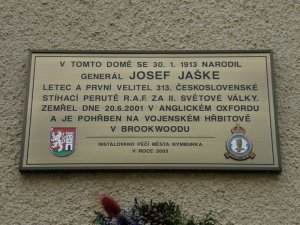 V TOMTO DOMĚ SE 30. 1. 1913 NARODIL
GENERÁL JOSEF JAŠKE
LETEC A PRVNÍ VELITEL 313. ČESKOSLOVENSKÉ
STÍHACÍ PERUTĚ R.A.F. ZA II. SVĚTOVÉ VÁLKY.
ZEMŘEL DNE 20.6.2001 V ANGLICKÉM OXFORDU
A JE POHŘBEN NA VOJENSKÉM HŘBITOVĚ
V BROOKWOODU
INSTALOVÁNO PÉČÍ MĚSTA NYMBURKA
V ROCE 2003